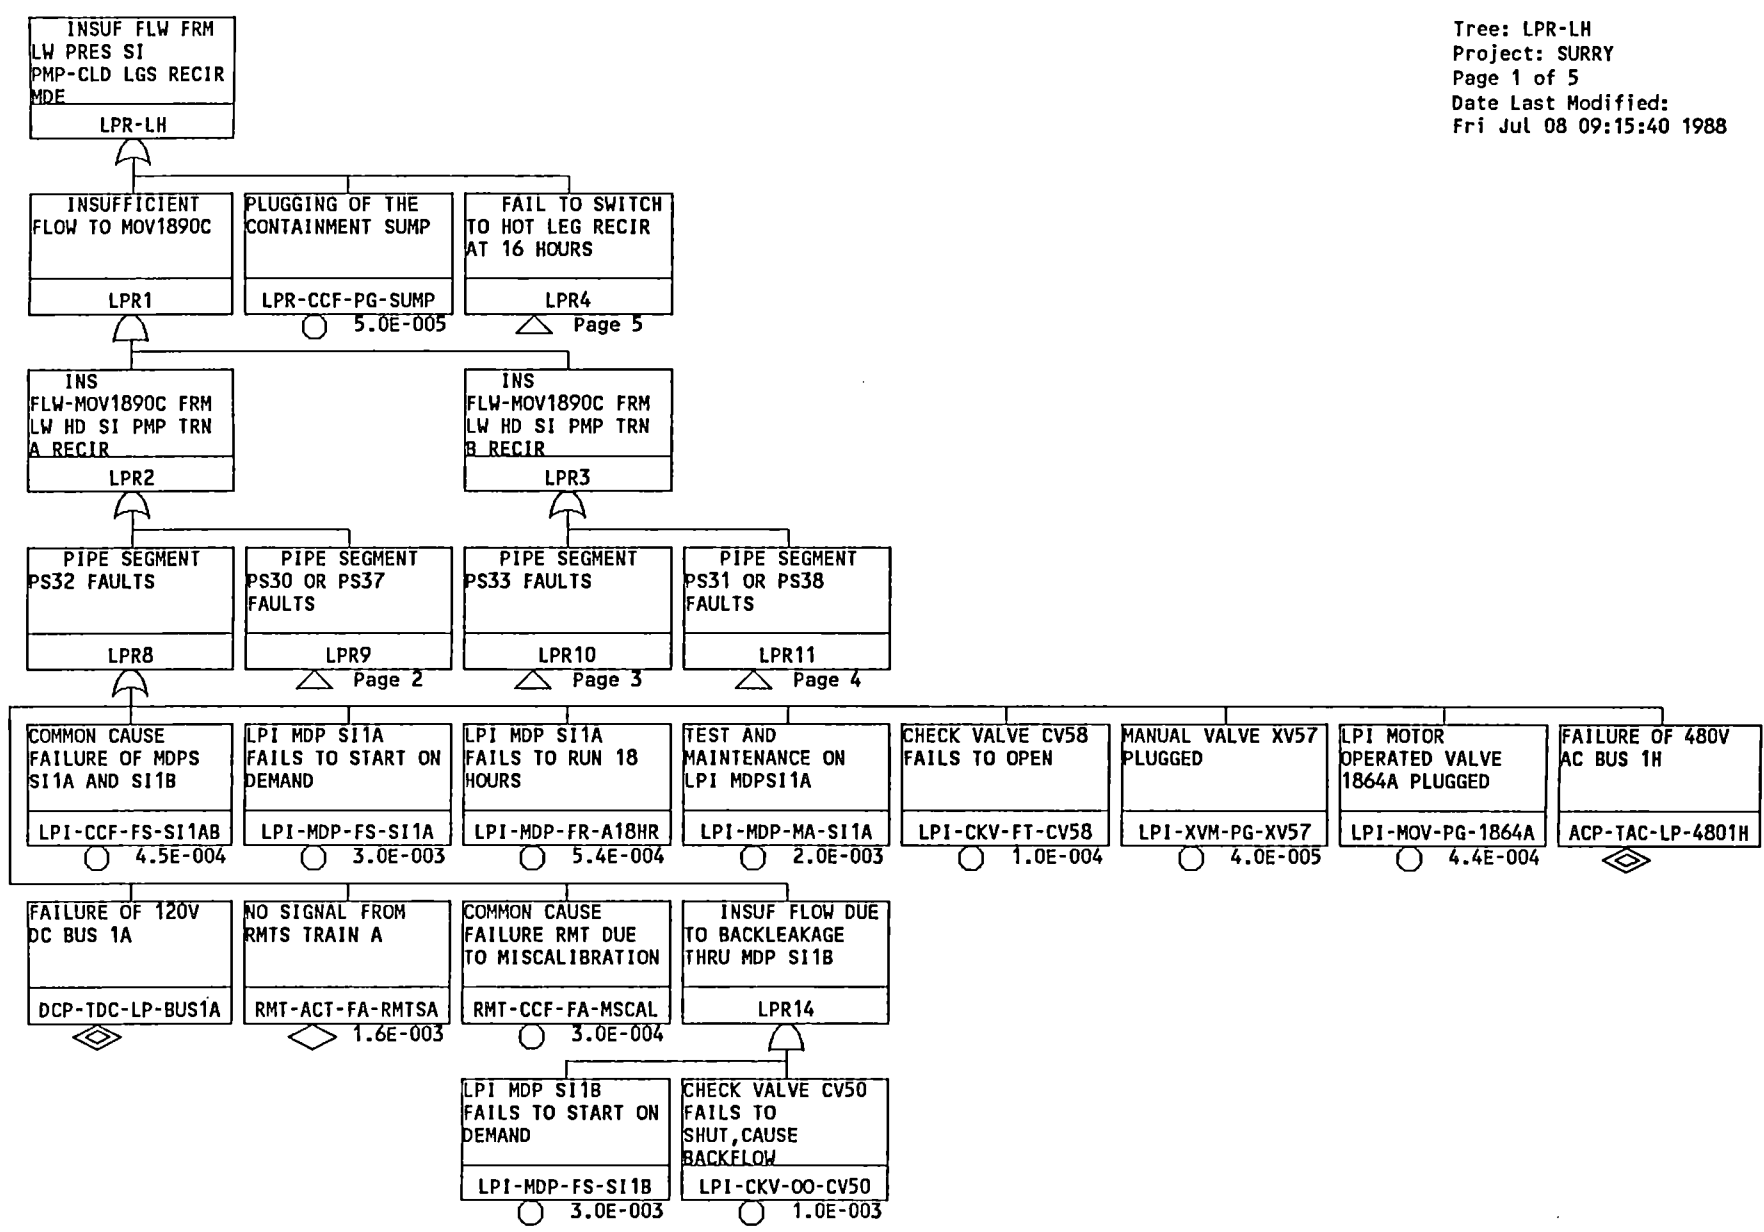 Tree: LPR-LH
Project: SURRY
Page 1 of 5
Date Last Modified:
Fri Jul 08 09:15:40 1988
INSUF FLW FRM
LW PRES SI
PMP-CLD LGS RECIR
MDE
LPR-LH
INSUFFICIENT
FLOW TO MOV1890C
LPR1
PLUGGING OF THE
CONTAINMENT SUMP
LPR-CCF-PG-SUMP
5.0E-005
FAIL TO SWITCH
TO HOT LEG RECIR
AT 16 HOURS
LPR4
Page 5
INS
FLW-MOV1890C FRM
LW HD SI PMP TRN
A RECIR
LPR2
INS
FLW-MOV1890C FRM
LW HD SI PMP TRN
B RECIR
LPR3
PIPE SEGMENT
PS32 FAULTS
LPR8
PIPE SEGMENT
PS30 OR PS37
FAULTS
LPR9
Page 2
PIPE SEGMENT
PS33 FAULTS
LPR10
Page 3
PIPE SEGMENT
PS31 OR PS38
FAULTS
LPR11
Page 4
COMMON CAUSE
FAILURE OF MDPS
SI1A AND SI1B
LPI-CCF-FS-SI1AB
4.5E-004
LPI MDP SI1A
FAILS TO START ON
DEMAND
LPI-MDP-FS-SI1A
3.0E-003
LPI MDP SI1A
FAILS TO RUN 18
HOURS
LPI-MDP-FR-A18HR
5.4E-004
TEST AND
MAINTENANCE ON
LPI MDPSI1A
LPI-MDP-MA-SI1A
2.0E-003
CHECK VALVE CV58
FAILS TO OPEN
LPI-CKV-FT-CV58
1.0E-004
MANUAL VALVE XV57
PLUGGED
LPI-XVM-PG-XV57
4.0E-005
LPI MOTOR
OPERATED VALVE
1864A PLUGGED
LPI-MOV-PG-1864A
4.4E-004
FAILURE OF 480V
AC BUS 1H
ACP-TAC-LP-4801H
FAILURE OF 120V
DC BUS 1A
DCP-TDC-LP-BUS1A
NO SIGNAL FROM
RMTS TRAIN A
RMT-ACT-FA-RMTSA
1.6E-003
COMMON CAUSE
FAILURE RMT DUE
TO MISCALIBRATION
RMT-CCF-FA-MSCAL
3.0E-004
INSUF FLOW DUE
TO BACKLEAKAGE
THRU MDP SI1B
LPR14
LPI MDP SI1B
FAILS TO START ON
DEMAND
LPI-MDP-FS-SI1B
3.0E-003
CHECK VALVE CV50
FAILS TO
SHUT,CAUSE
BACKFLOW
LPI-CKV-OO-CV50
1.0E-003